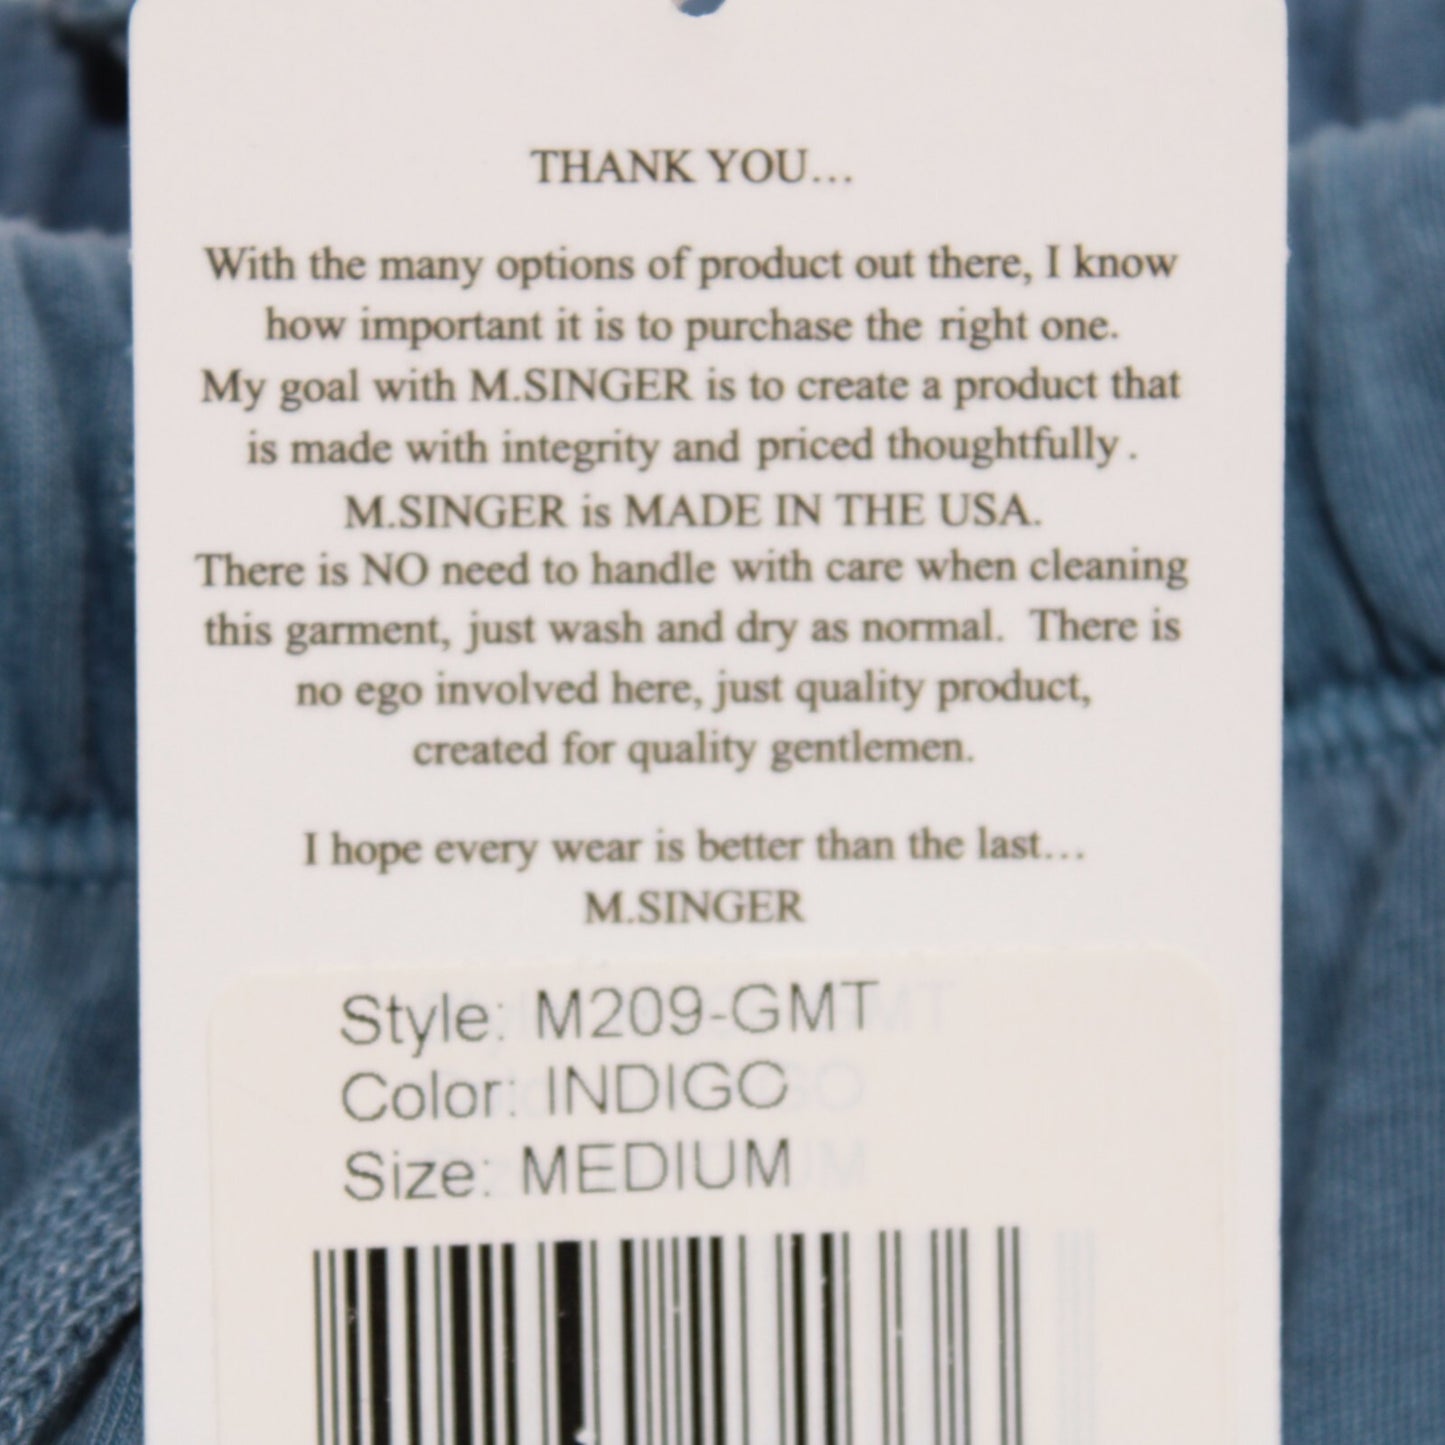 THANK YOU...
With the many options of product out there, I know
how important it is to purchase the right one.
My goal with M.SINGER is to create a product that
is made with integrity and priced thoughtfully .
M.SINGER is MADE IN THE USA.
There is NO need to handle with care when cleaning
this garment, just wash and dry as normal.  There is
no ego involved here, just quality product,
created for quality gentlemen.
I hope every wear is better than the last...
M.SINGER
Style: M209-GMT
Color: INDIGO
Size: MEDIUM